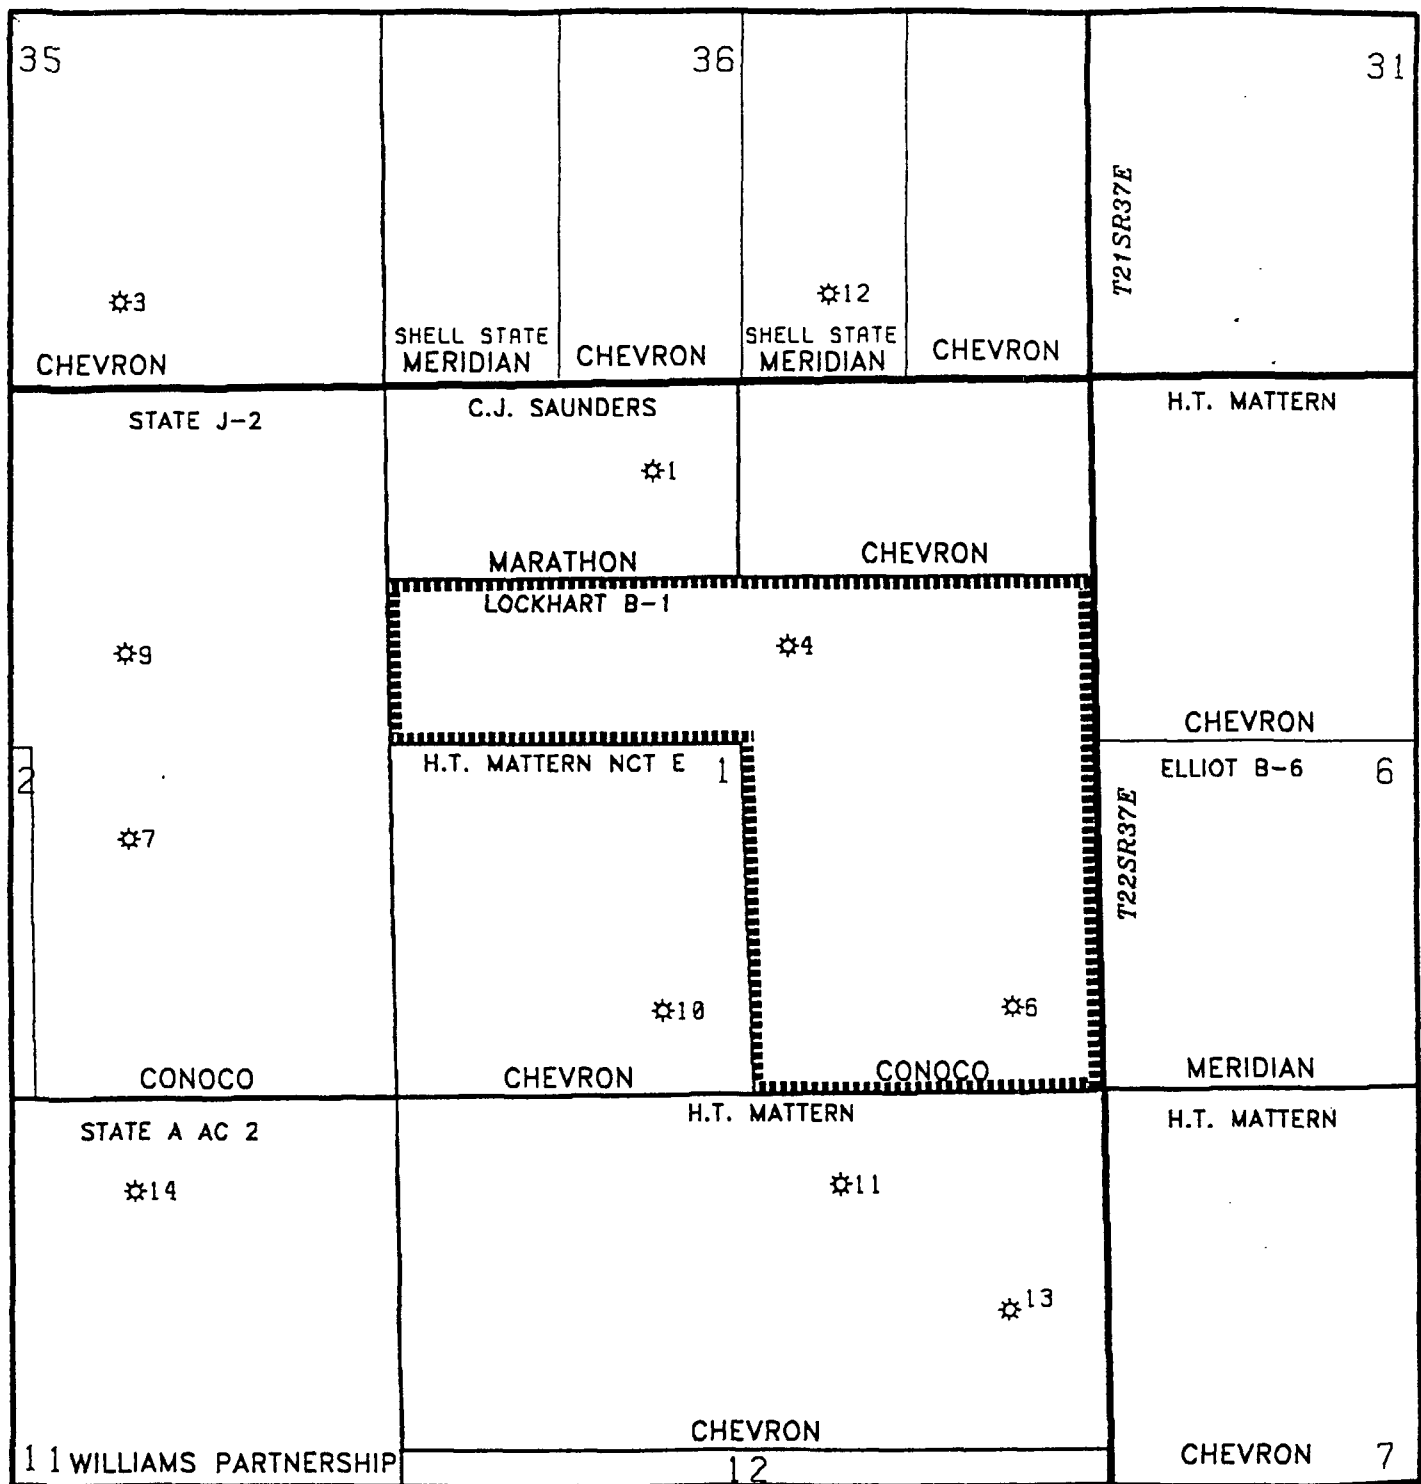 35
36
31
T21SR37E
3
12
SHELL STATE
MERIDIAN
CHEVRON
SHELL STATE
MERIDIAN
CHEVRON
CHEVRON
STATE J-2
C.J. SAUNDERS
H.T. MATTERN
1
MARATHON
CHEVRON
LOCKHART B-1
4
9
CHEVRON
H.T. MATTERN NCT E
1
ELLIOT B-6
6
2
T22SR37E
7
10
6
CONOCO
CHEVRON
CONOCO
MERIDIAN
H.T. MATTERN
STATE A AC 2
H.T. MATTERN
14
11
13
CHEVRON
11 WILLIAMS PARTNERSHIP
12
CHEVRON 7